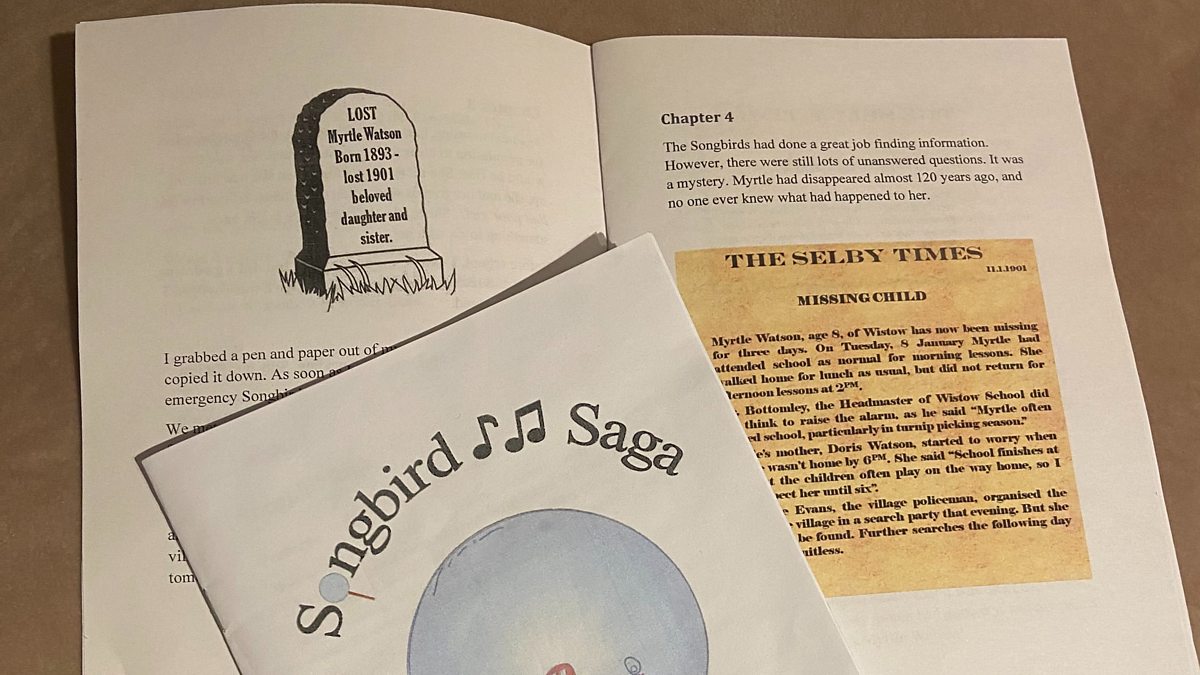 LOST
Myrtle Watson
Born 1893 -
lost 1901
beloved
daughter and
sister.
I grabbed a pen and paper out of
copied it down. As soon
emergency
We
tom
Chapter 4
The Songbirds had done a great job finding information.
However, there were still lots of unanswered questions. It was
a mystery. Myrtle had disappeared almost 120 years ago, and
no one ever knew what had happened to her.
THE SELBY TIMES
11.1.1901
MISSING CHILD
Myrtle Watson, age 8, of Wistow has now been missing
for three days. On Tuesday, 8 January Myrtle had
attended school as normal for morning lessons. She
walked home for lunch as usual, but did not return for
lessons at 2PM.
Bottomley, the Headmaster of Wistow School did
think to raise the alarm, as he said “Myrtle often
school, particularly in turnip picking season.”
mother, Doris Watson, started to worry when
wasn't home by 6PM. She said “School finishes at
the children often play on the way home, so I
her until six”.
Evans, the village policeman, organised the
village in a search party that evening. But she
be found. Further searches the following day
Songbird Saga